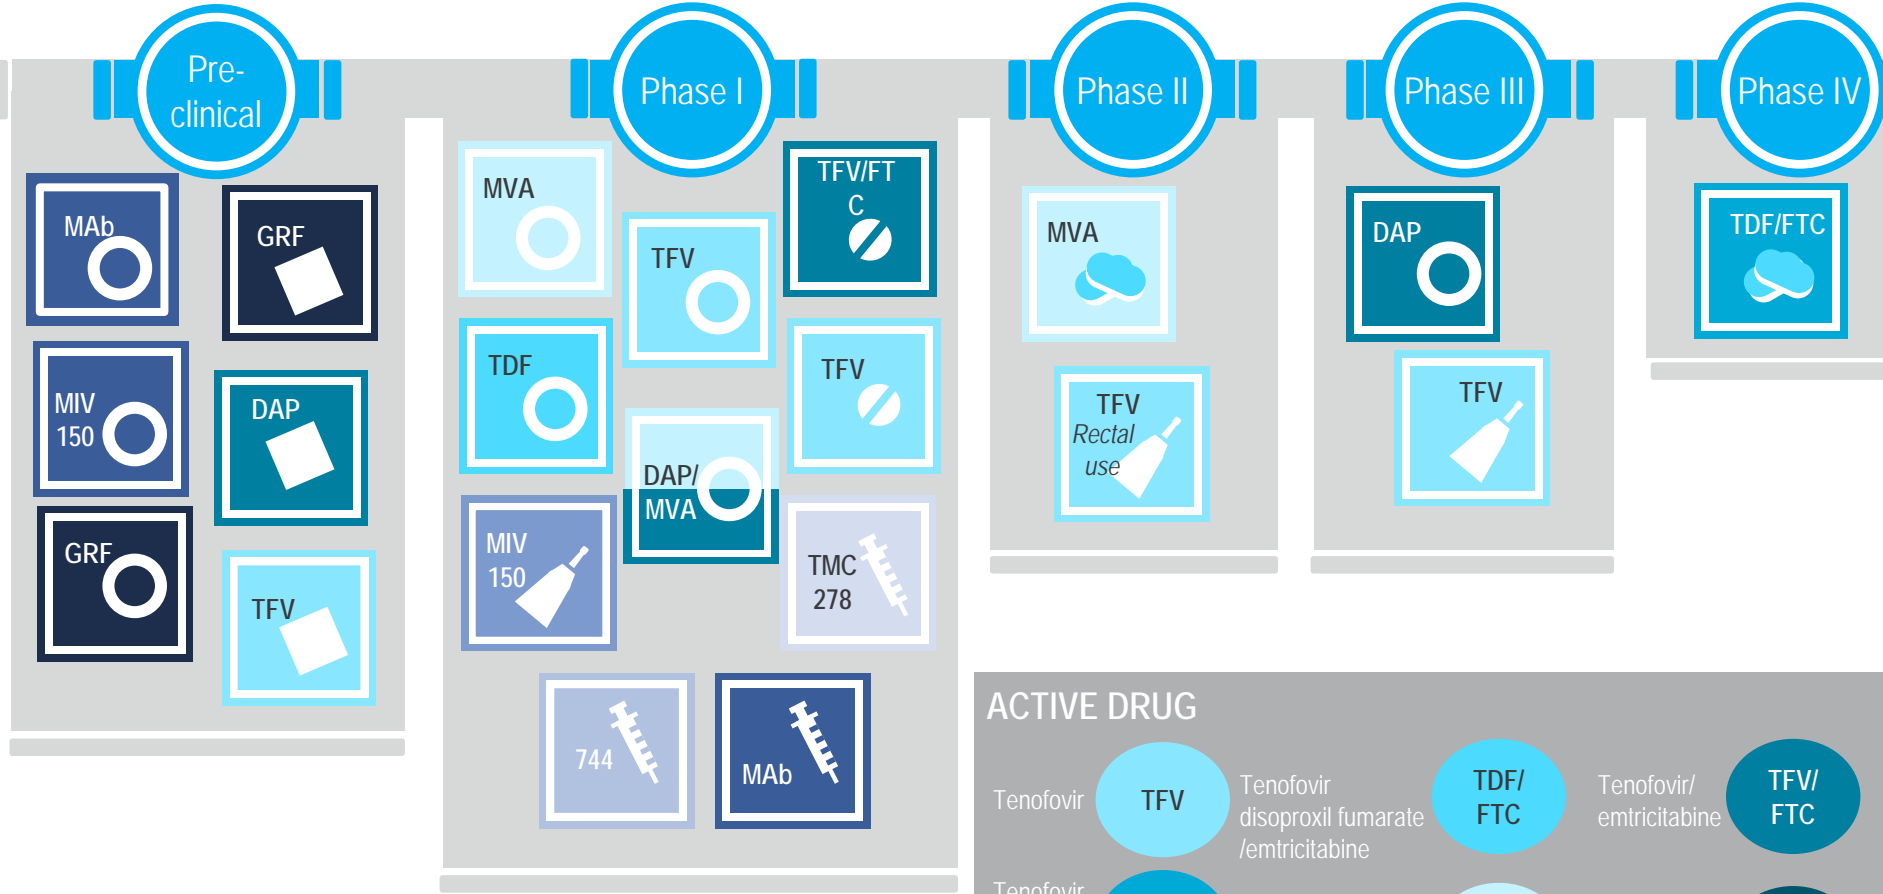 Pre-
clinical
MAb
GRF
MIV
150
DAP
GRF
TFV
Phase I
MVA
TFV/FT
C
TFV
TDF
TFV
DAP/
MVA
MIV
150
TMC
278
744
MAb
Phase II
MVA
TFV
Rectal
use
Phase III
DAP
TFV
Phase IV
TDF/FTC
ACTIVE DRUG
Tenofovir
TFV
Tenofovir
disoproxil fumarate
/emtricitabine
TDF/
FTC
Tenofovir/
emtricitabine
TFV/
FTC
Tenofovir